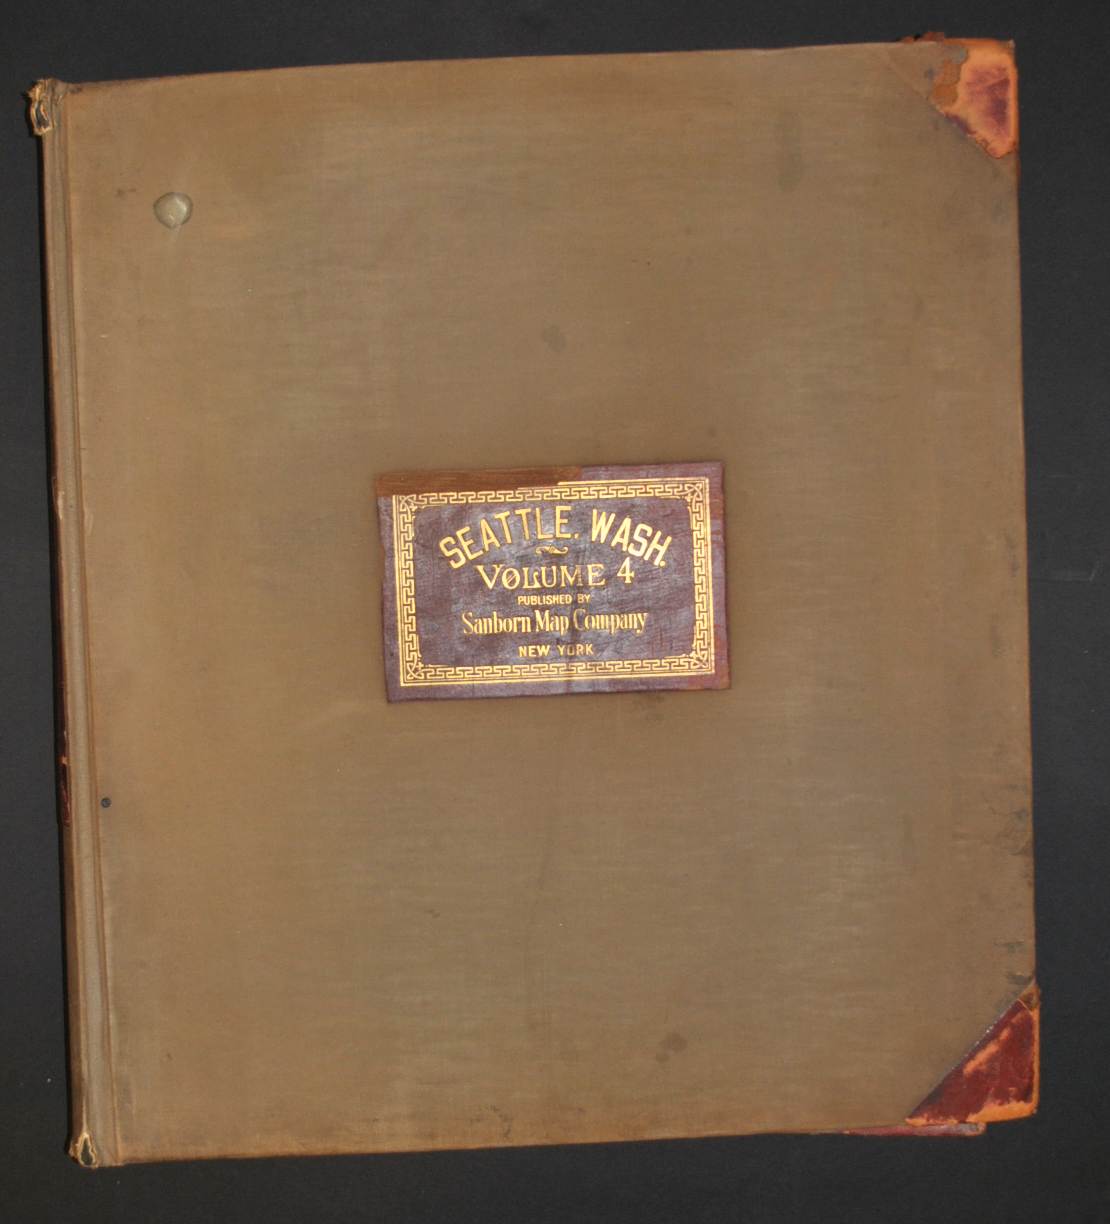 SEATTLE, WASH.
VOLUME 4
PUBLISHED BY
Sanborn Map Company
NEW YORK